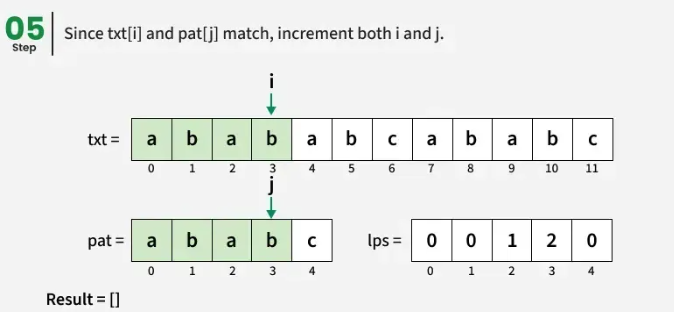 05
Step
Since txt[i] and pat[j] match, increment both i and j.
i
txt = a b a b a b c a b a b c
0 1 2 3 4 5 6 7 8 9 10 11
j
pat = a b a b c lps = 0 0 1 2 0
0 1 2 3 4 0 1 2 3 4
Result = []